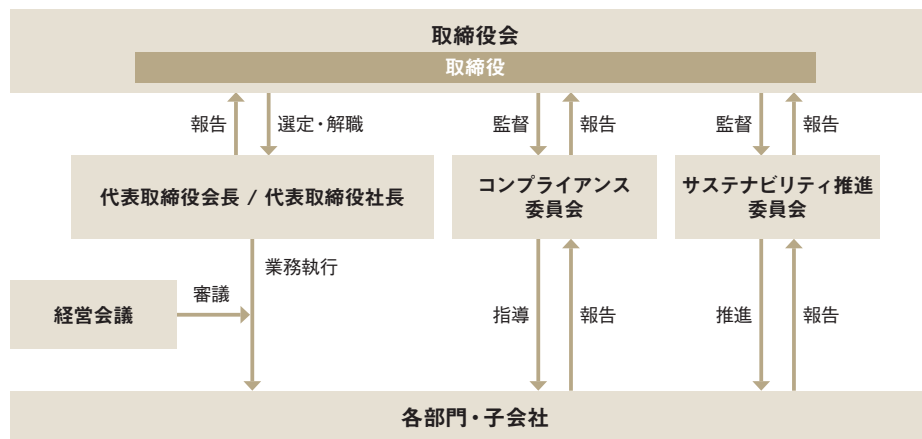 取締役会
取締役
報告
選定・解職
監督
報告
監督
報告
代表取締役会長 / 代表取締役社長
コンプライアンス
委員会
サステナビリティ推進
委員会
業務執行
経営会議
審議
指導
報告
推進
報告
各部門・子会社